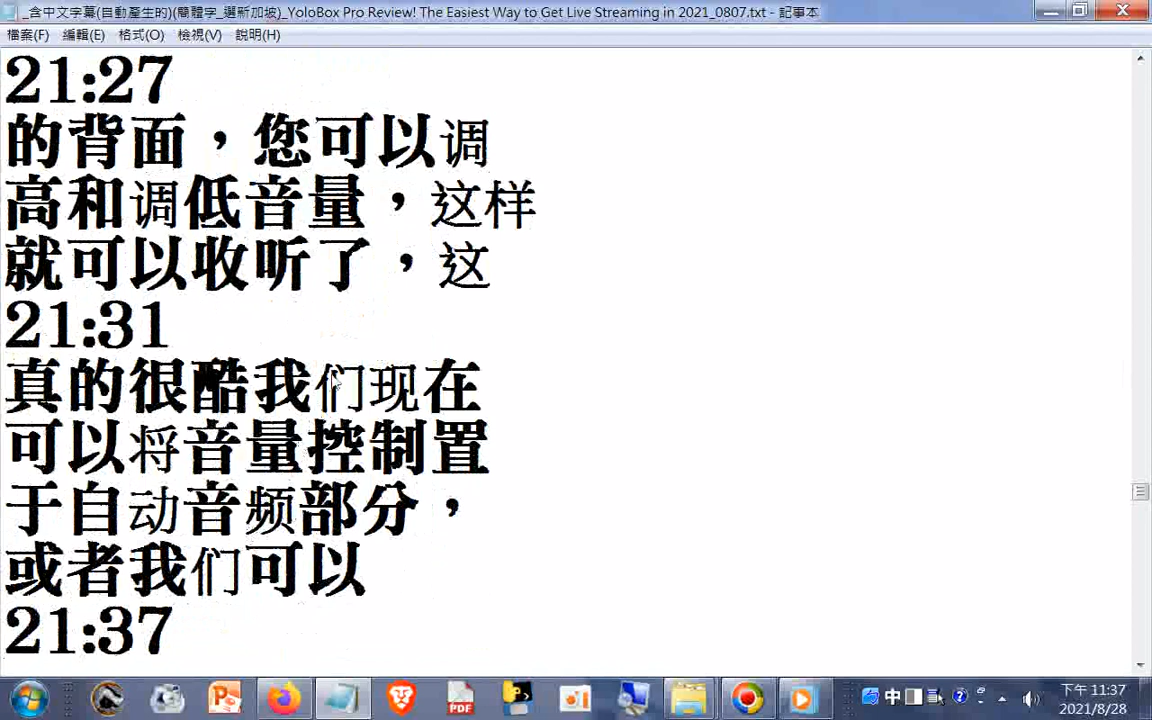 _含中文字幕(自動產生的)(簡體字_選新加坡)_YoloBox Pro Review! The Easiest Way to Get Live Streaming in 2021_0807.txt - 記事本
檔案(F) 編輯(E) 格式(O) 檢視(V) 說明(H)
21:27
的背面，您可以调
高和调低音量，这样
就可以收听了，这
21:31
真的很酷我们现在
可以将音量控制置
于自动音频部分，
或者我们可以
21:37
中
下午 11:37
2021/8/28
PDF